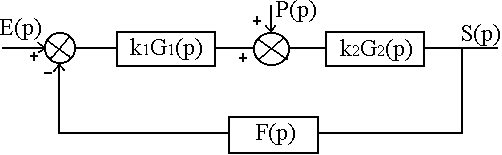 P(p)
E(p)
S(p)
+
+
+
−
k1G1(p)
k2G2(p)
F(p)